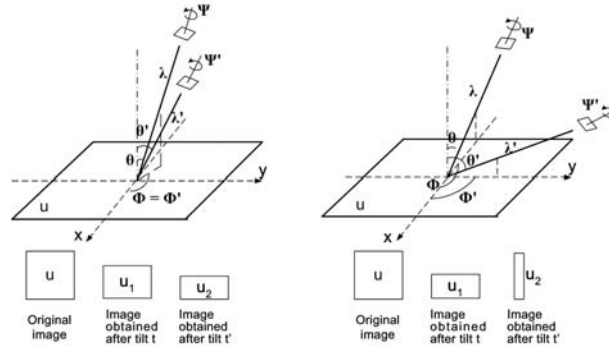 Ψ
Ψ'
λ
λ'
θ'
θ
y
Φ = Φ'
u
x
u
u1
u2
Original
image
Image
obtained
after tilt t
Image
obtained
after tilt t'
Ψ
λ
Ψ'
θ
θ'
λ'
y
Φ
Φ'
u
x
u
u1
u2
Original
image
Image
obtained
after tilt t
Image
obtained
after tilt t'